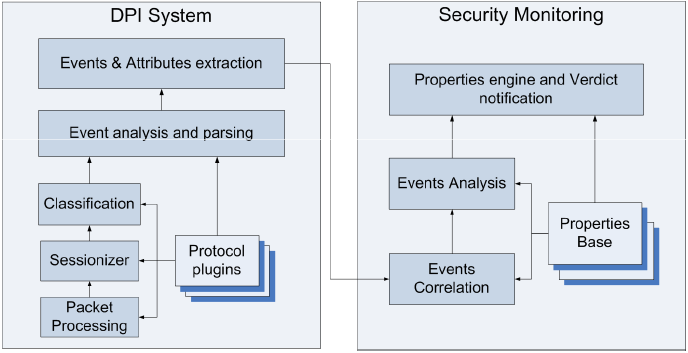 DPI System
Events & Attributes extraction
Event analysis and parsing
Classification
Sessionizer
Packet
Processing
Protocol
plugins
Security Monitoring
Properties engine and Verdict
notification
Events Analysis
Events
Correlation
Properties
Base